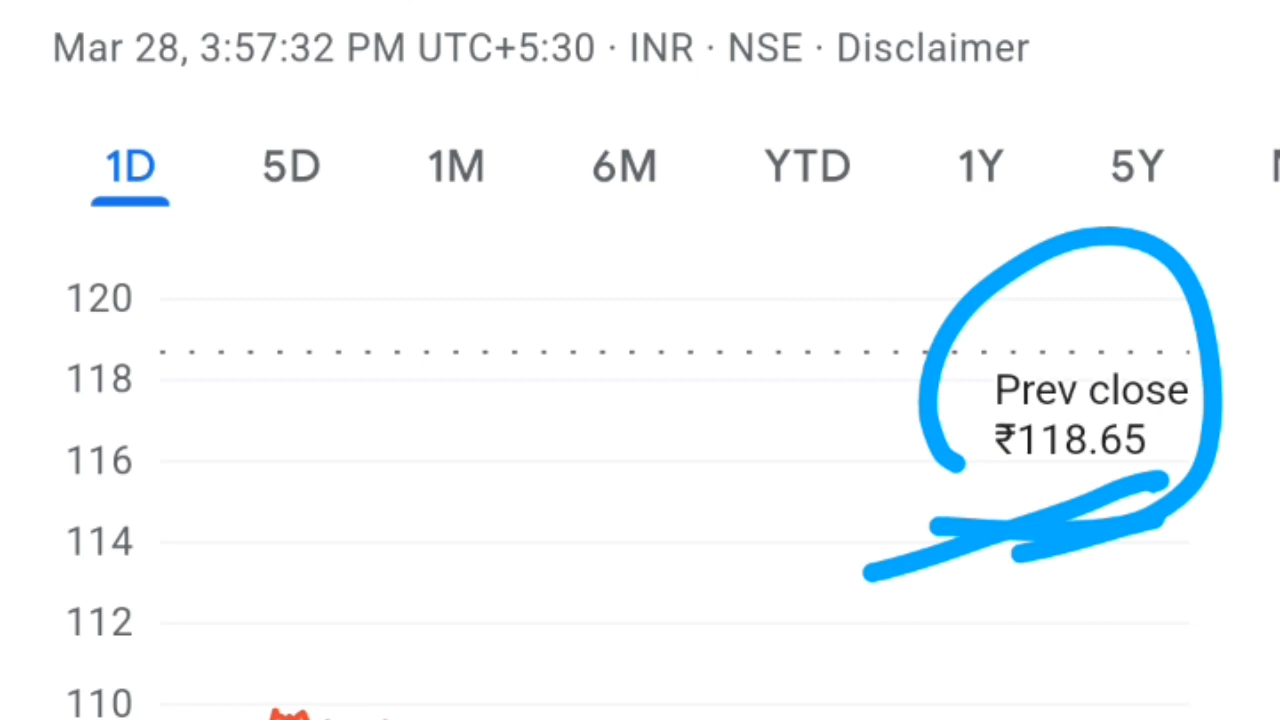 Mar 28, 3:57:32 PM UTC+5:30 · INR · NSE · Disclaimer
1D 5D 1M 6M YTD 1Y 5Y
120
118
Prev close
₹118.65
116
114
112
110